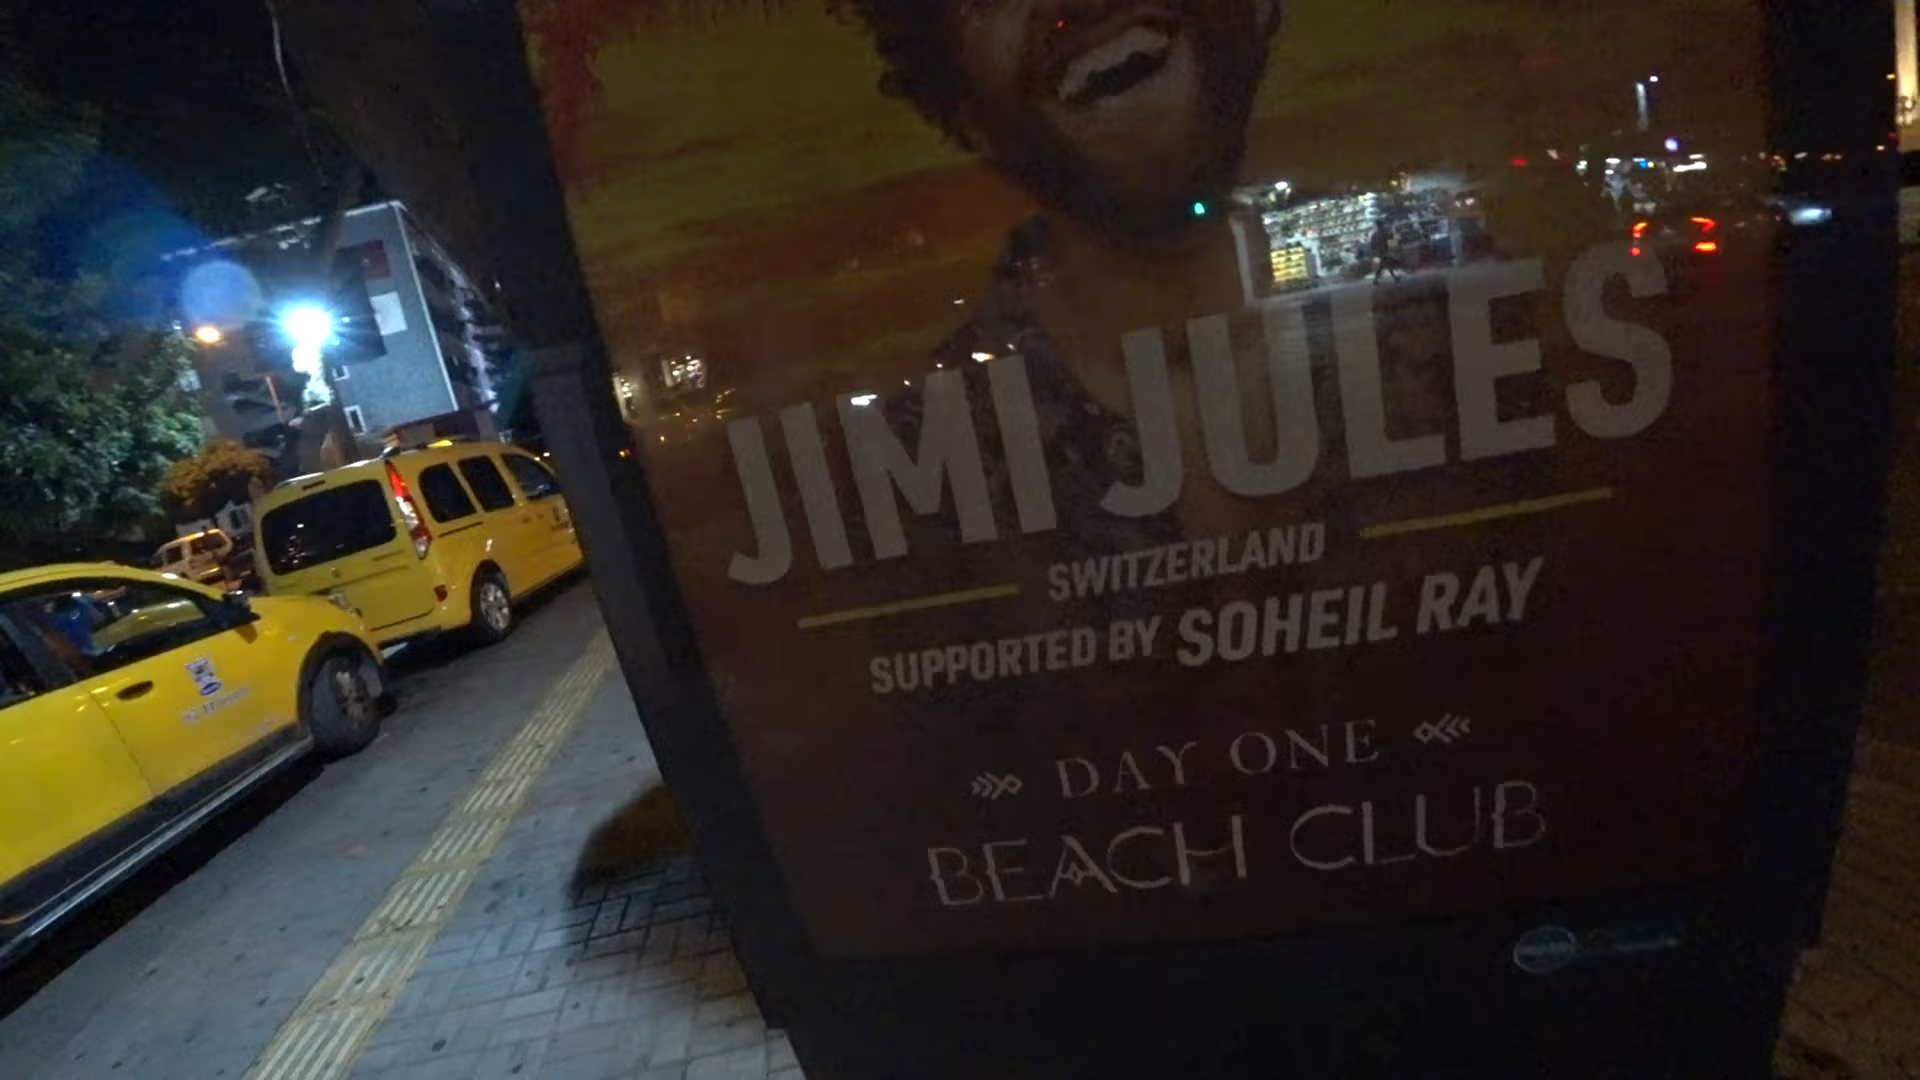 JIMI JULES
SWITZERLAND
SUPPORTED BY SOHEIL RAY
DAY ONE
BEACH CLUB